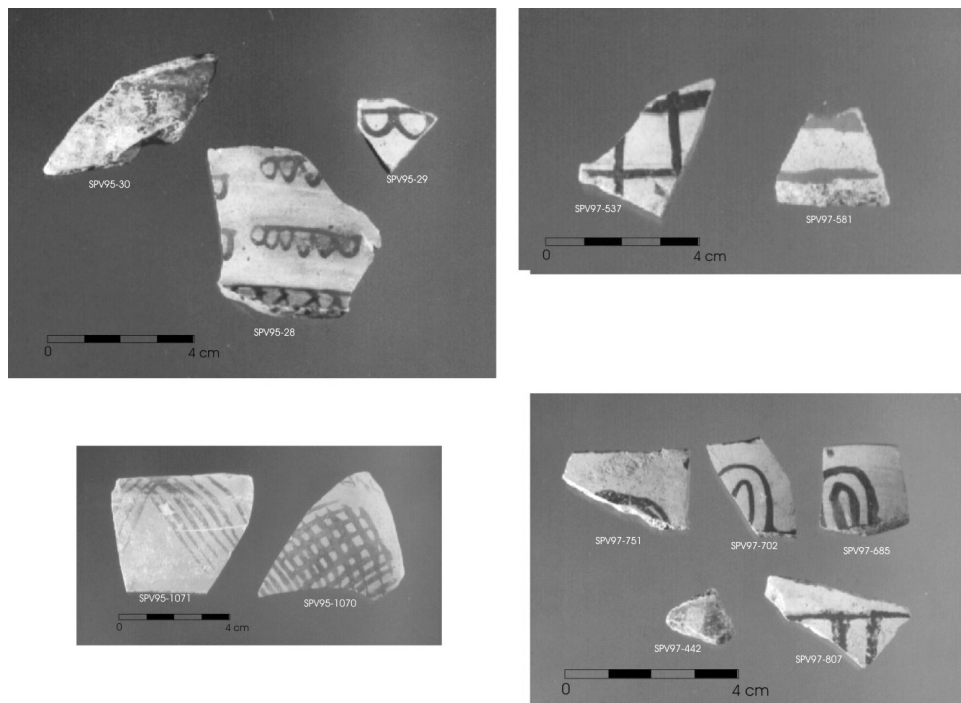 SPV95-30
SPV95-29
SPV95-28
0 4 cm
SPV97-537
SPV97-581
0 4 cm
SPV95-1071
SPV95-1070
0 4 cm
SPV97-751
SPV97-702
SPV97-685
SPV97-442
SPV97-807
0 4 cm